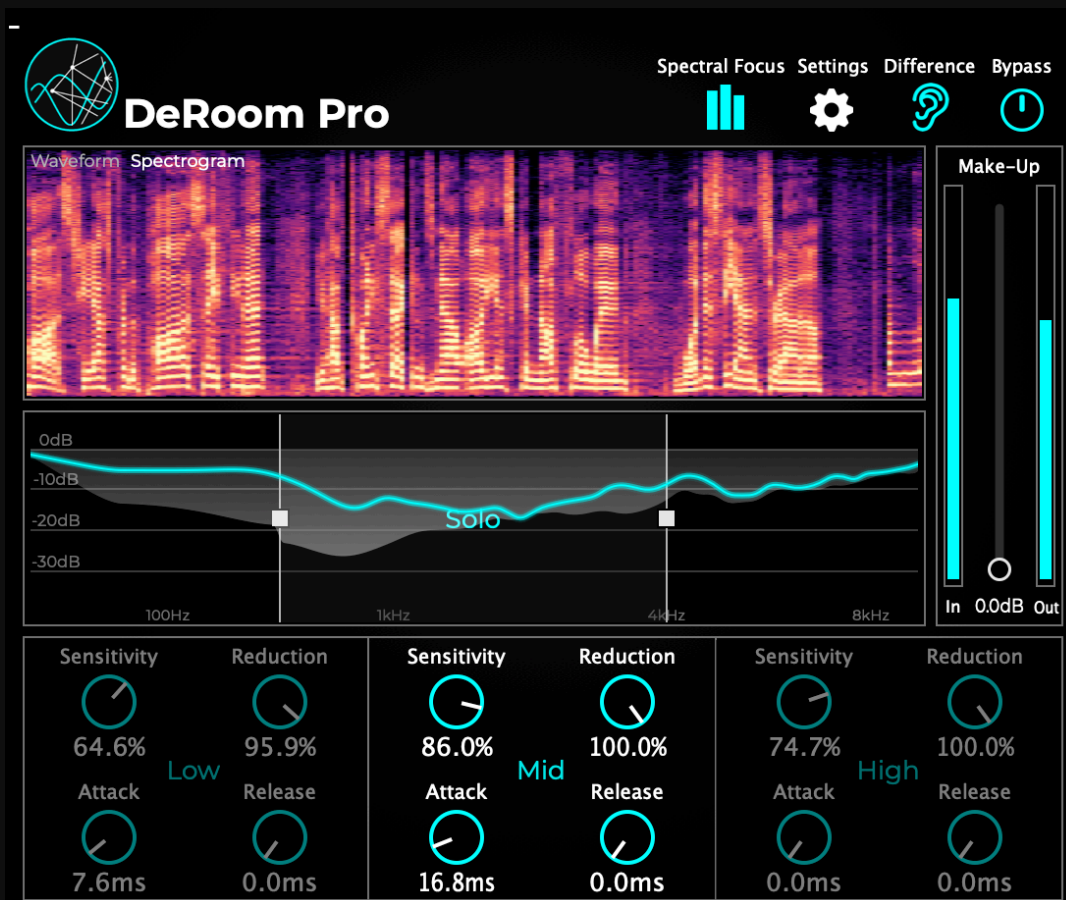 Spectral Focus Settings Difference Bypass
DeRoom Pro
Waveform Spectrogram
Make-Up
0dB
-10dB
-20dB
Solo
-30dB
100Hz 1kHz 4kHz 8kHz
In 0.0dB Out
Sensitivity Reduction
64.6% 95.9%
Low
Attack Release
7.6ms 0.0ms
Sensitivity Reduction
86.0% 100.0%
Mid
Attack Release
16.8ms 0.0ms
Sensitivity Reduction
74.7% 100.0%
High
Attack Release
0.0ms 0.0ms